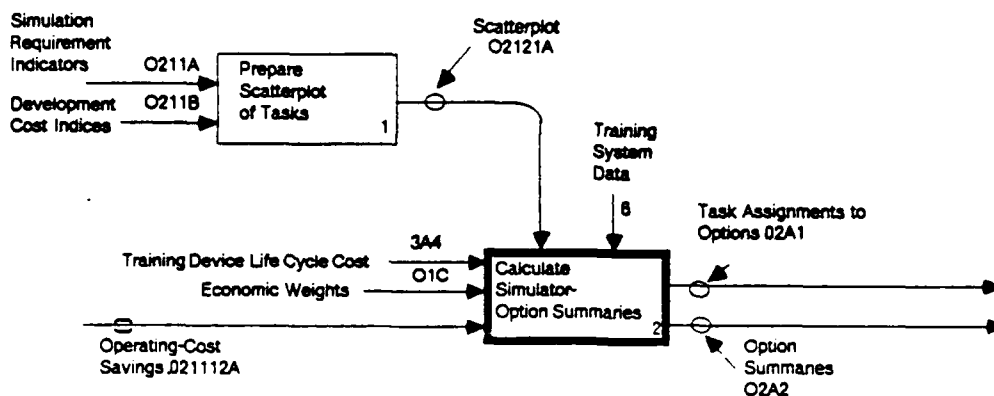 Simulation
Requirement
Indicators
O211A
Development
Cost Indices
O211B
Prepare
Scatterplot
of Tasks
1
Scatterplot
O2121A
Training
System
Data
6
Task Assignments to
Options 02A1
Training Device Life Cycle Cost
3A4
Economic Weights
O1C
Operating-Cost
Savings 021112A
Calculate
Simulator-
Option Summaries
2
Option
Summaries
O2A2